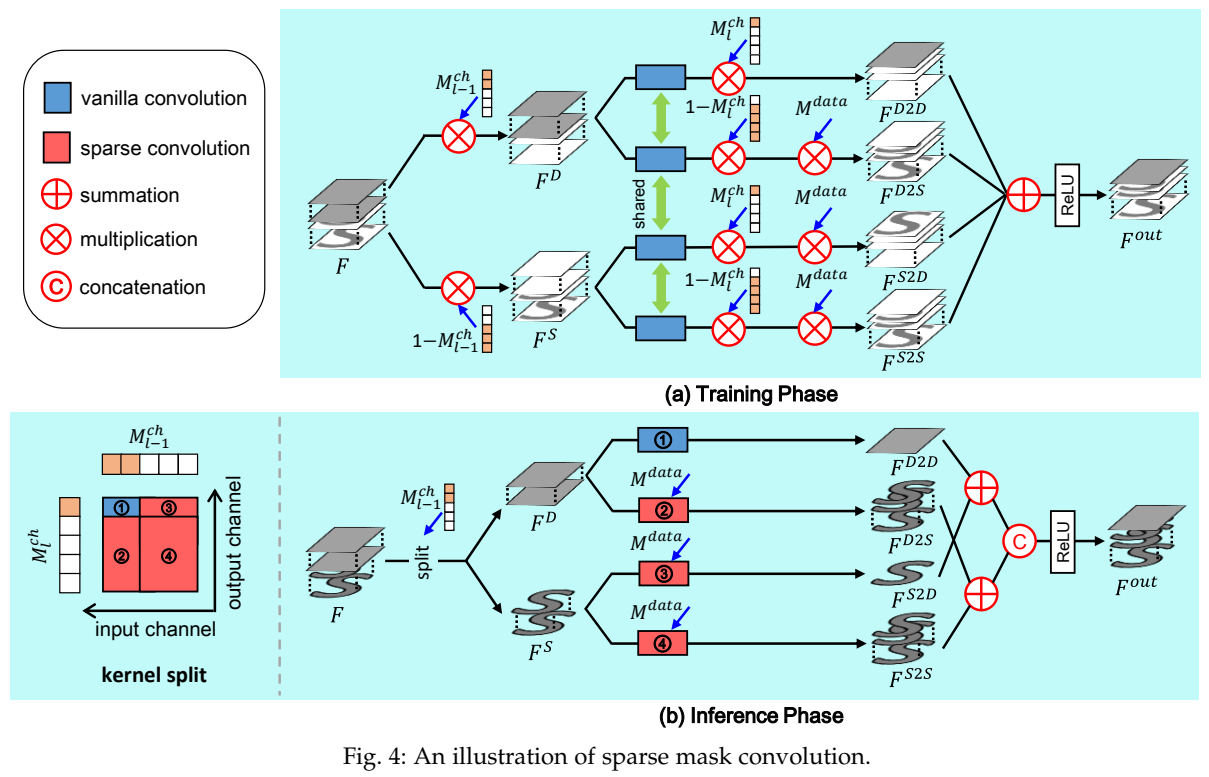 vanilla convolution
sparse convolution
summation
multiplication
C concatenation
F
M_{l-1}^{ch}
1−M_{l-1}^{ch}
F^D
F^S
shared
M_l^{ch}
1−M_l^{ch} M^{data}
M_l^{ch} M^{data}
1−M_l^{ch} M^{data}
F^{D2D}
F^{D2S}
F^{S2D}
F^{S2S}
ReLU
F^{out}
(a) Training Phase
M_{l-1}^{ch}
M_l^{ch}
① ③
② ④
output channel
input channel
kernel split
F
split
M_{l-1}^{ch}
F^D
F^S
①
M^{data}
②
M^{data}
③
M^{data}
④
F^{D2D}
F^{D2S}
F^{S2D}
F^{S2S}
C
ReLU
F^{out}
(b) Inference Phase
Fig. 4: An illustration of sparse mask convolution.